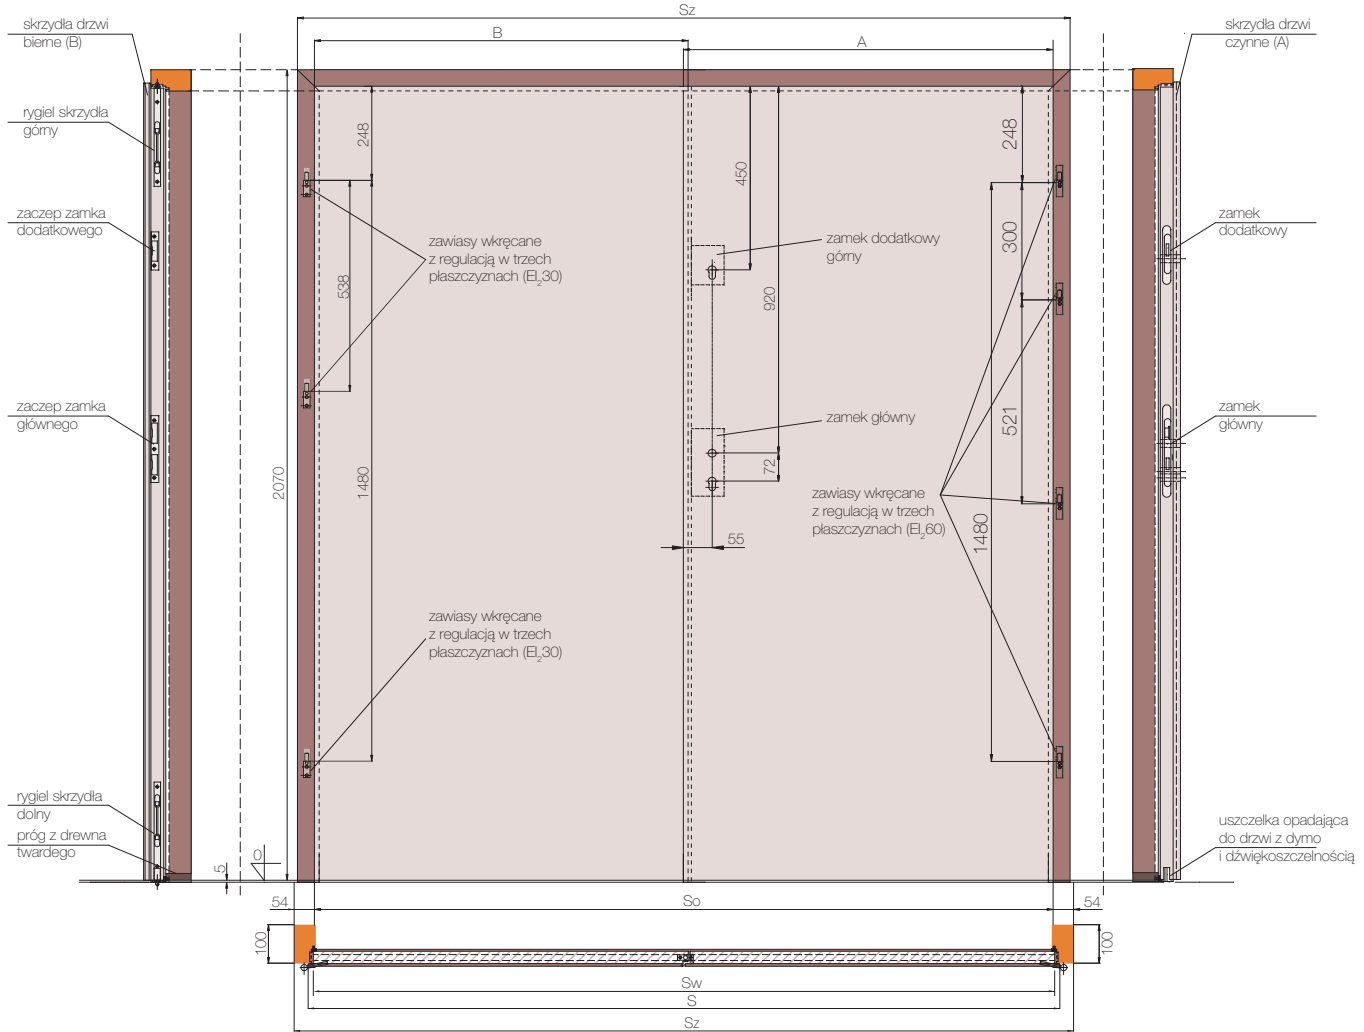 Sz
skrzydła drzwi
bierne (B)
B
A
skrzydła drzwi
czynne (A)
rygiel skrzydła
górny
248
450
248
zaczep zamka
dodatkowego
zawiasy wkręcane
z regulacją w trzech
płaszczyznach (EI₂30)
zamek dodatkowy
górny
300
zamek
dodatkowy
538
920
zaczep zamka
głównego
zamek główny
521
zamek
główny
2070
1480
72
zawiasy wkręcane
z regulacją w trzech
płaszczyznach (EI₂60)
1480
55
zawiasy wkręcane
z regulacją w trzech
płaszczyznach (EI₂30)
rygiel skrzydła
dolny
próg z drewna
twardego
5
0
uszczelka opadająca
do drzwi z dymo
i dźwiękoszczelnością
54
So
54
100
100
Sw
S
Sz